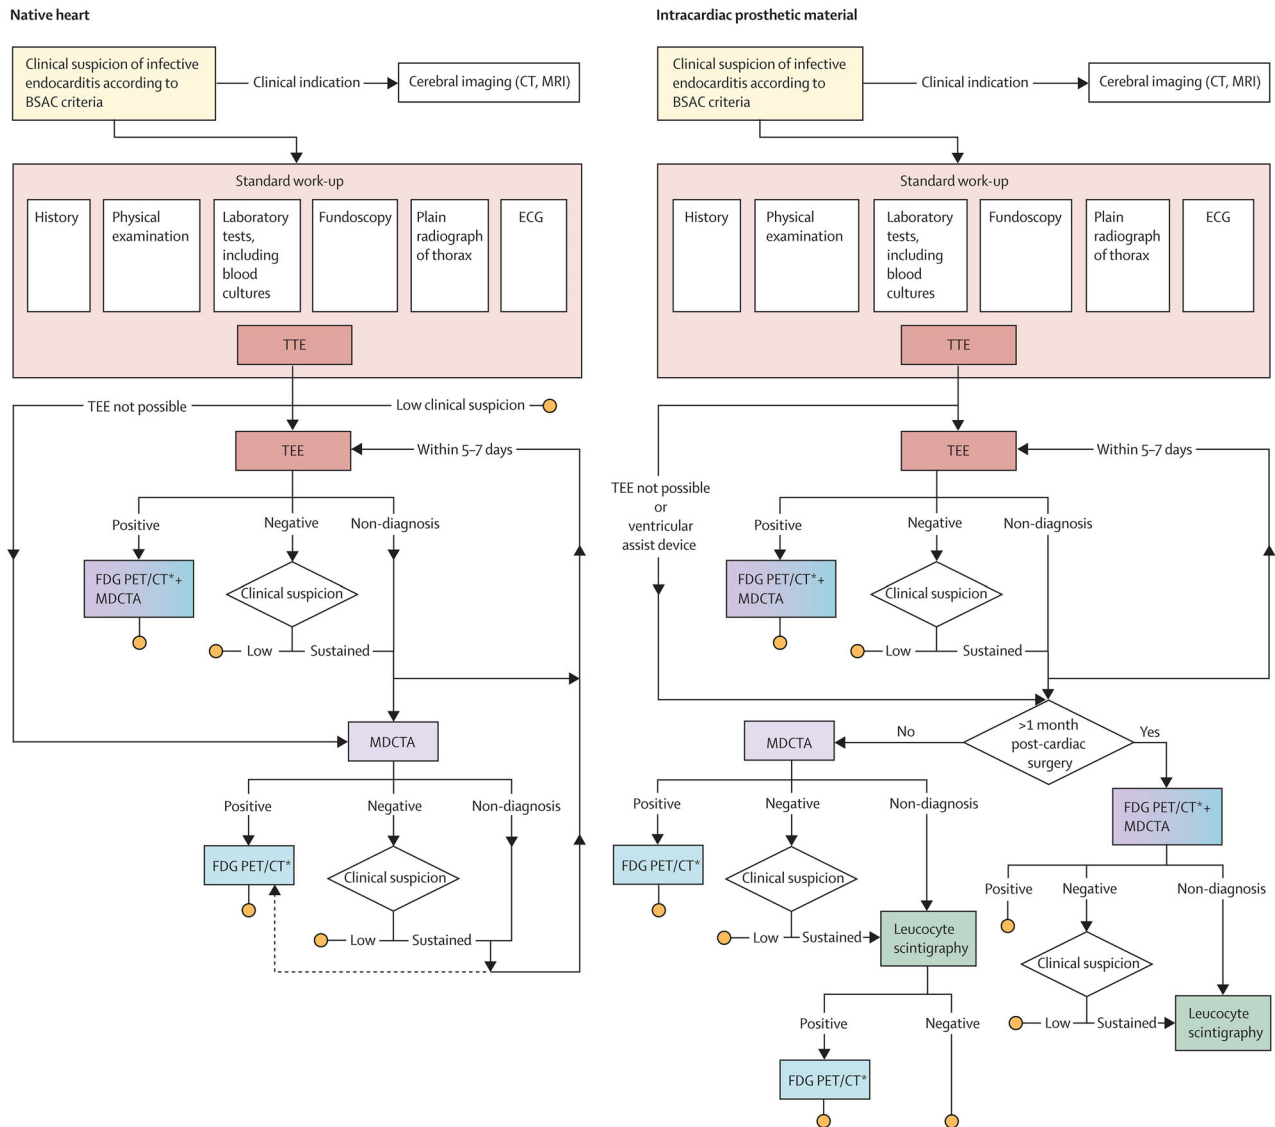 Native heart
Clinical suspicion of infective
endocarditis according to
BSAC criteria
Clinical indication
Cerebral imaging (CT, MRI)
Standard work-up
History
Physical
examination
Laboratory
tests,
including
blood
cultures
Fundoscopy
Plain
radiograph
of thorax
ECG
TTE
TEE not possible
Low clinical suspicion
TEE
Within 5–7 days
Positive
Negative
Non-diagnosis
FDG PET/CT*+
MDCTA
Clinical suspicion
Low
Sustained
MDCTA
Positive
Negative
Non-diagnosis
FDG PET/CT*
Clinical suspicion
Low
Sustained
Intracardiac prosthetic material
Clinical suspicion of infective
endocarditis according to
BSAC criteria
Clinical indication
Cerebral imaging (CT, MRI)
Standard work-up
History
Physical
examination
Laboratory
tests,
including
blood
cultures
Fundoscopy
Plain
radiograph
of thorax
ECG
TTE
TEE
Within 5–7 days
TEE not possible
or
ventricular
assist device
Positive
Negative
Non-diagnosis
FDG PET/CT*+
MDCTA
Clinical suspicion
Low
Sustained
>1 month
post-cardiac
surgery
No
Yes
MDCTA
Positive
Negative
Non-diagnosis
FDG PET/CT*
Clinical suspicion
Low
Sustained
Leucocyte
scintigraphy
Positive
Negative
FDG PET/CT*
FDG PET/CT*+
MDCTA
Positive
Negative
Non-diagnosis
Clinical suspicion
Low
Sustained
Leucocyte
scintigraphy